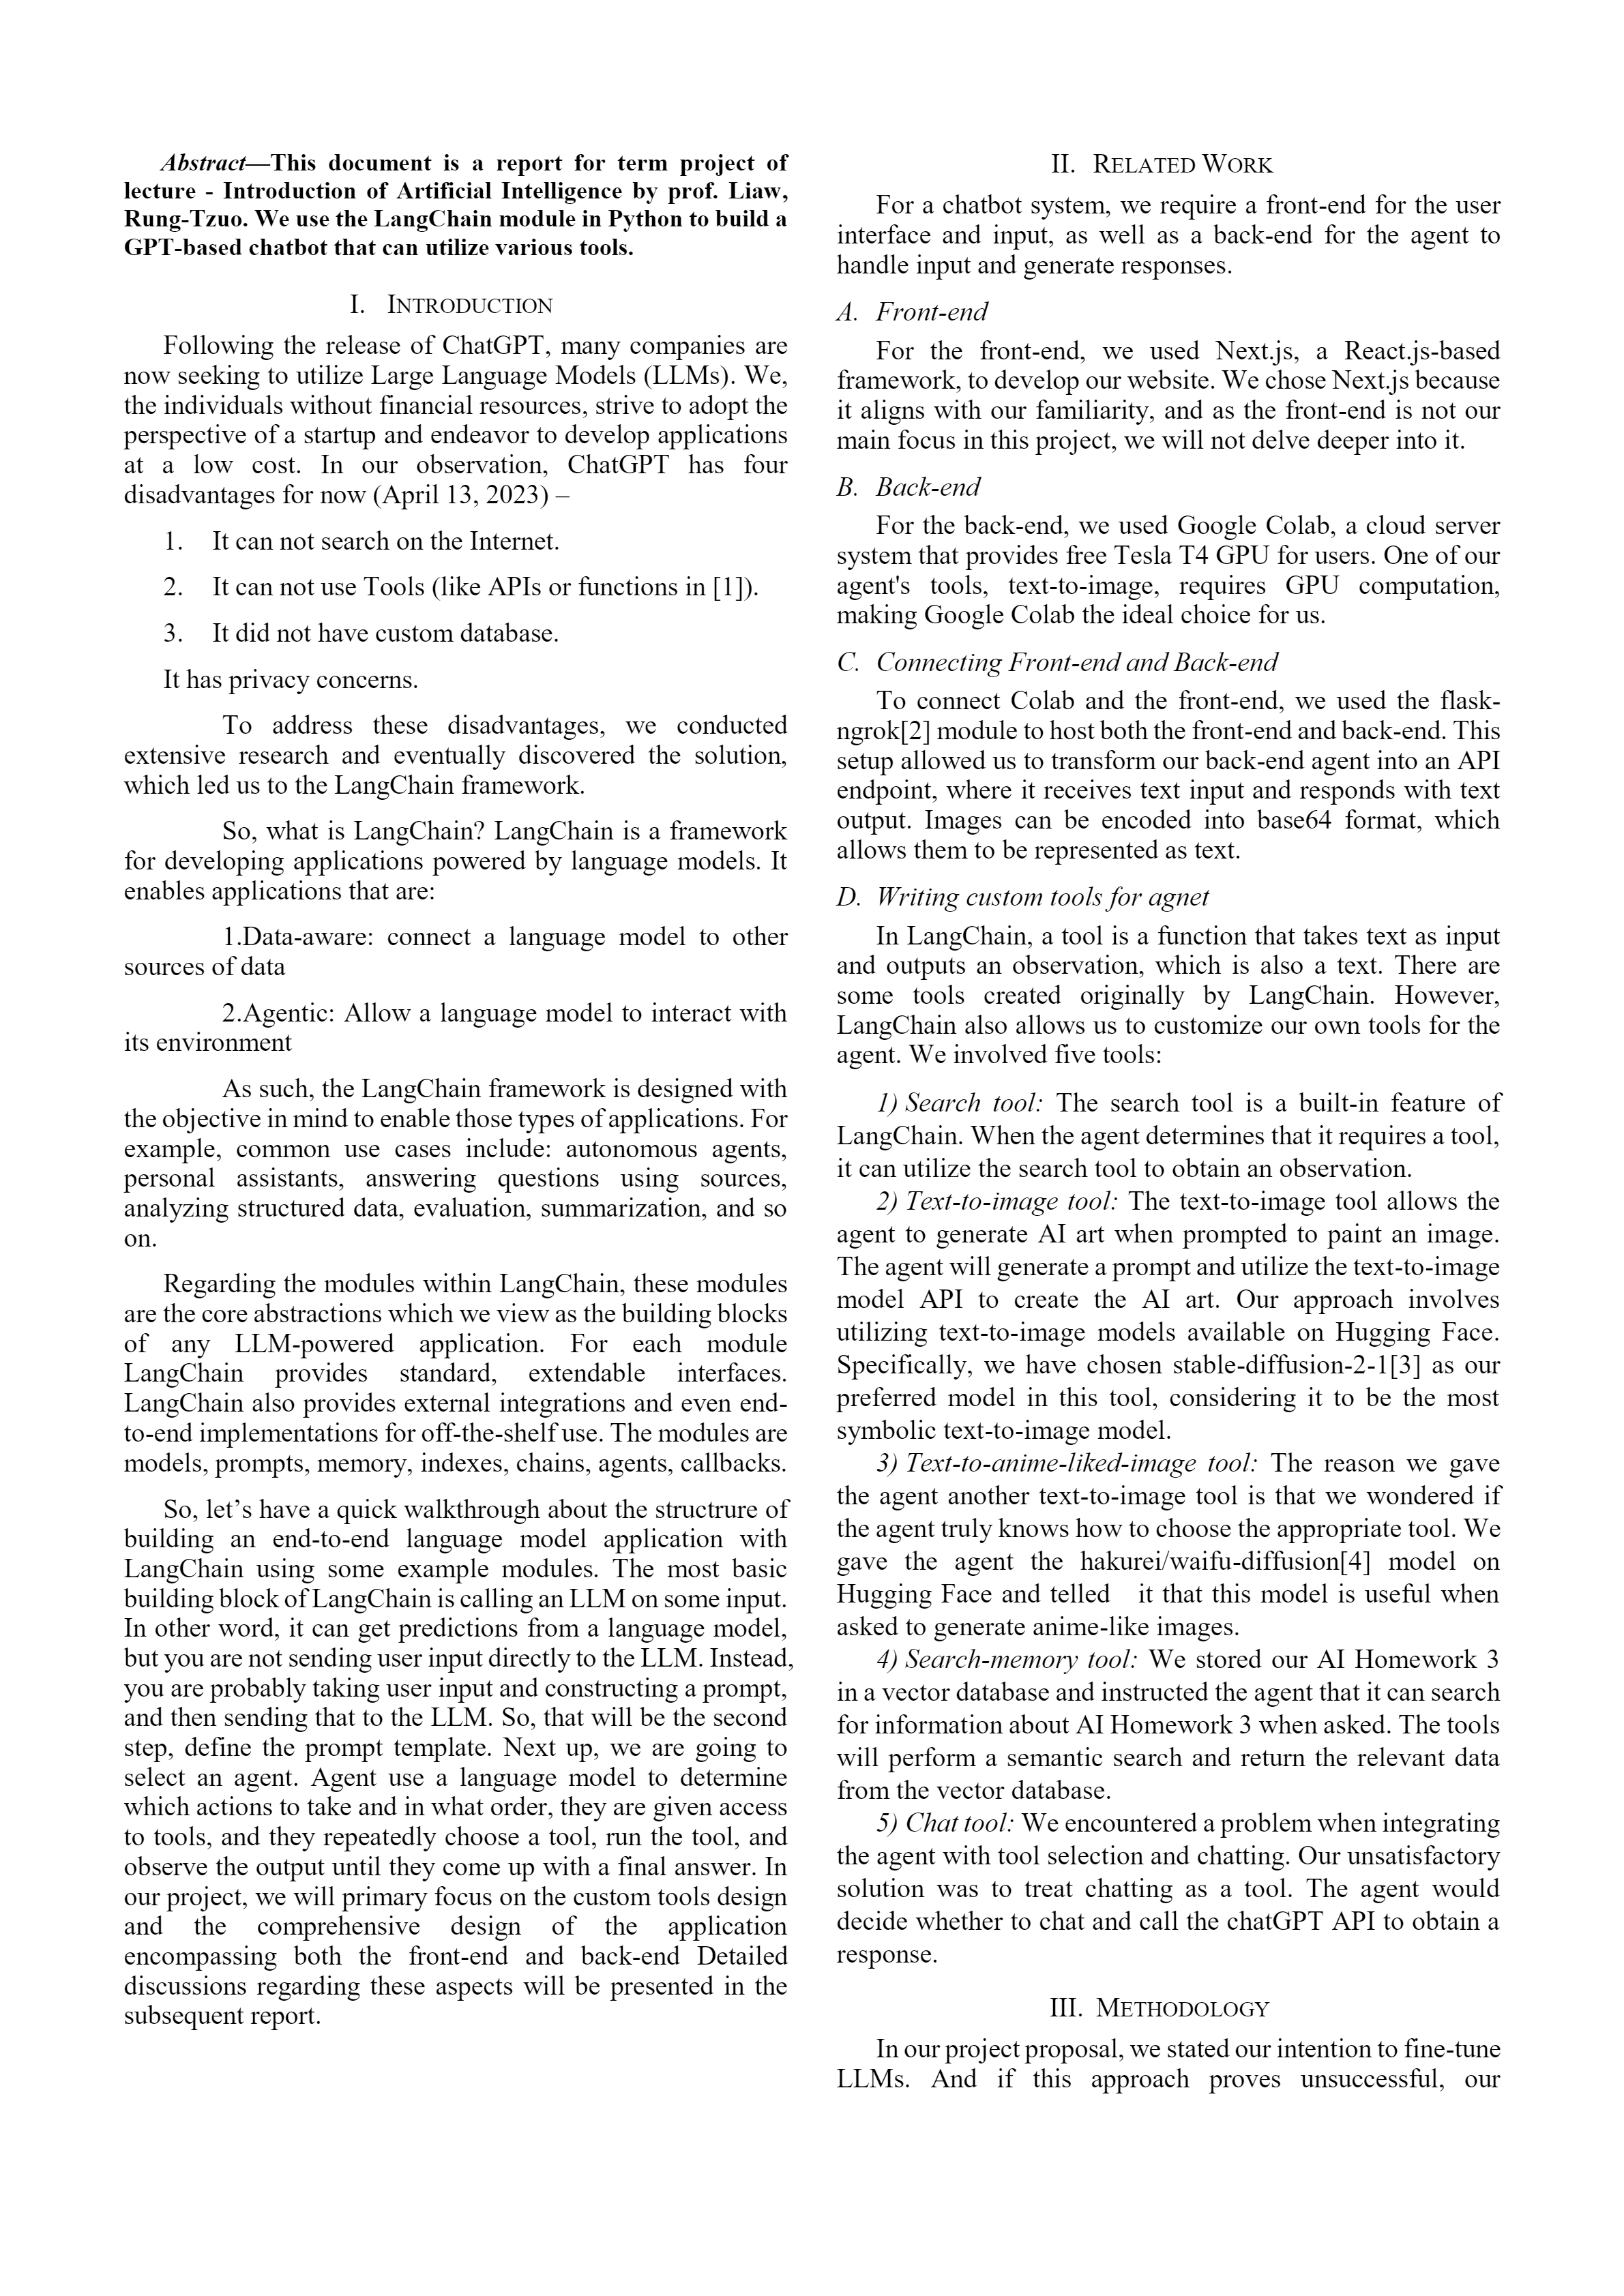 Abstract—This document is a report for term project of
lecture - Introduction of Artificial Intelligence by prof. Liaw,
Rung-Tzuo. We use the LangChain module in Python to build a
GPT-based chatbot that can utilize various tools.
I. INTRODUCTION
Following the release of ChatGPT, many companies are
now seeking to utilize Large Language Models (LLMs). We,
the individuals without financial resources, strive to adopt the
perspective of a startup and endeavor to develop applications
at a low cost. In our observation, ChatGPT has four
disadvantages for now (April 13, 2023) –
1. It can not search on the Internet.
2. It can not use Tools (like APIs or functions in [1]).
3. It did not have custom database.
It has privacy concerns.
To address these disadvantages, we conducted
extensive research and eventually discovered the solution,
which led us to the LangChain framework.
So, what is LangChain? LangChain is a framework
for developing applications powered by language models. It
enables applications that are:
1.Data-aware: connect a language model to other
sources of data
2.Agentic: Allow a language model to interact with
its environment
As such, the LangChain framework is designed with
the objective in mind to enable those types of applications. For
example, common use cases include: autonomous agents,
personal assistants, answering questions using sources,
analyzing structured data, evaluation, summarization, and so
on.
Regarding the modules within LangChain, these modules
are the core abstractions which we view as the building blocks
of any LLM-powered application. For each module
LangChain provides standard, extendable interfaces.
LangChain also provides external integrations and even end-
to-end implementations for off-the-shelf use. The modules are
models, prompts, memory, indexes, chains, agents, callbacks.
So, let’s have a quick walkthrough about the structrure of
building an end-to-end language model application with
LangChain using some example modules. The most basic
building block of LangChain is calling an LLM on some input.
In other word, it can get predictions from a language model,
but you are not sending user input directly to the LLM. Instead,
you are probably taking user input and constructing a prompt,
and then sending that to the LLM. So, that will be the second
step, define the prompt template. Next up, we are going to
select an agent. Agent use a language model to determine
which actions to take and in what order, they are given access
to tools, and they repeatedly choose a tool, run the tool, and
observe the output until they come up with a final answer. In
our project, we will primary focus on the custom tools design
and the comprehensive design of the application
encompassing both the front-end and back-end Detailed
discussions regarding these aspects will be presented in the
subsequent report.
II. RELATED WORK
For a chatbot system, we require a front-end for the user
interface and input, as well as a back-end for the agent to
handle input and generate responses.
A. Front-end
For the front-end, we used Next.js, a React.js-based
framework, to develop our website. We chose Next.js because
it aligns with our familiarity, and as the front-end is not our
main focus in this project, we will not delve deeper into it.
B. Back-end
For the back-end, we used Google Colab, a cloud server
system that provides free Tesla T4 GPU for users. One of our
agent's tools, text-to-image, requires GPU computation,
making Google Colab the ideal choice for us.
C. Connecting Front-end and Back-end
To connect Colab and the front-end, we used the flask-
ngrok[2] module to host both the front-end and back-end. This
setup allowed us to transform our back-end agent into an API
endpoint, where it receives text input and responds with text
output. Images can be encoded into base64 format, which
allows them to be represented as text.
D. Writing custom tools for agnet
In LangChain, a tool is a function that takes text as input
and outputs an observation, which is also a text. There are
some tools created originally by LangChain. However,
LangChain also allows us to customize our own tools for the
agent. We involved five tools:
1) Search tool: The search tool is a built-in feature of
LangChain. When the agent determines that it requires a tool,
it can utilize the search tool to obtain an observation.
2) Text-to-image tool: The text-to-image tool allows the
agent to generate AI art when prompted to paint an image.
The agent will generate a prompt and utilize the text-to-image
model API to create the AI art. Our approach involves
utilizing text-to-image models available on Hugging Face.
Specifically, we have chosen stable-diffusion-2-1[3] as our
preferred model in this tool, considering it to be the most
symbolic text-to-image model.
3) Text-to-anime-liked-image tool: The reason we gave
the agent another text-to-image tool is that we wondered if
the agent truly knows how to choose the appropriate tool. We
gave the agent the hakurei/waifu-diffusion[4] model on
Hugging Face and telled it that this model is useful when
asked to generate anime-like images.
4) Search-memory tool: We stored our AI Homework 3
in a vector database and instructed the agent that it can search
for information about AI Homework 3 when asked. The tools
will perform a semantic search and return the relevant data
from the vector database.
5) Chat tool: We encountered a problem when integrating
the agent with tool selection and chatting. Our unsatisfactory
solution was to treat chatting as a tool. The agent would
decide whether to chat and call the chatGPT API to obtain a
response.
III. METHODOLOGY
In our project proposal, we stated our intention to fine-tune
LLMs. And if this approach proves unsuccessful, our